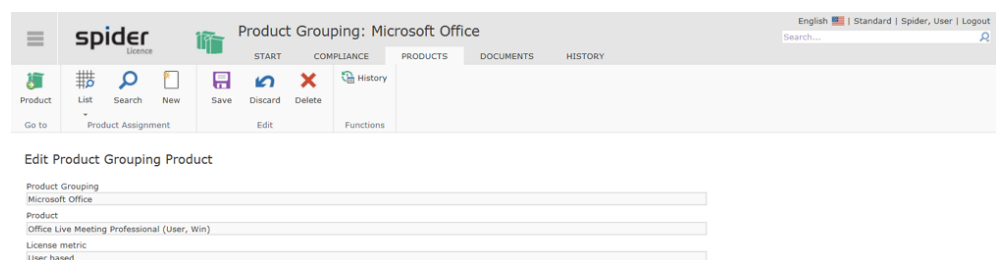 English | Standard | Spider, User | Logout
spider
Licence
Product Grouping: Microsoft Office
Search...
START COMPLIANCE PRODUCTS DOCUMENTS HISTORY
Product List Search New Save Discard Delete History
Go to Product Assignment Edit Functions
Edit Product Grouping Product
Product Grouping
Microsoft Office
Product
Office Live Meeting Professional (User, Win)
License metric
User based